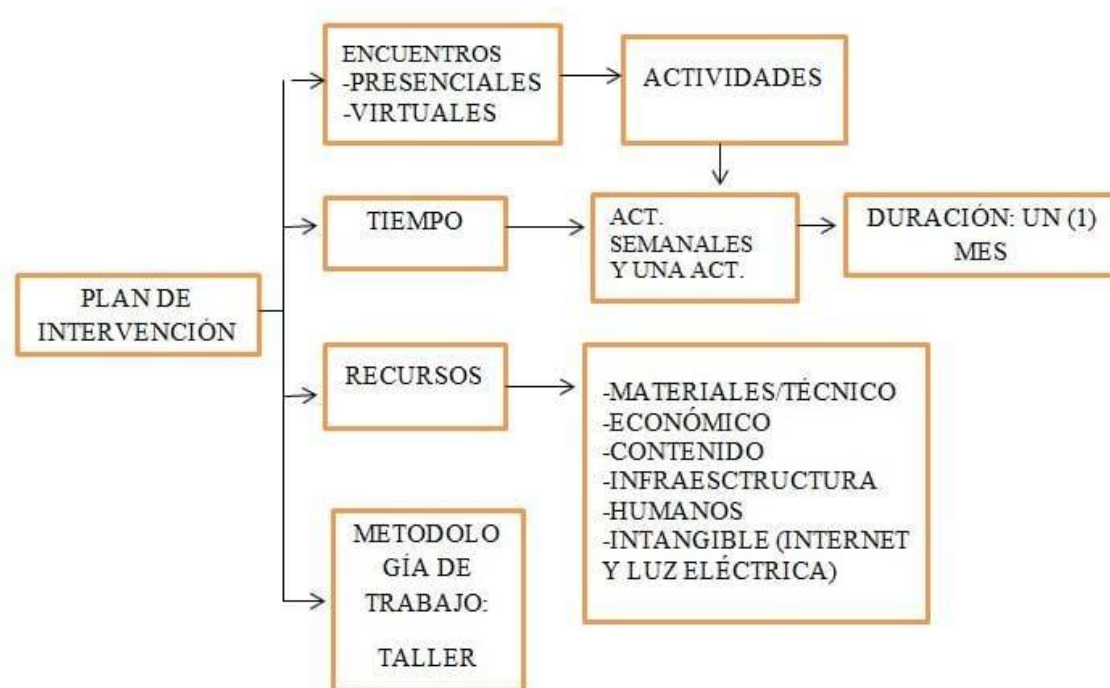 PLAN DE
INTERVENCIÓN
ENCUENTROS
-PRESENCIALES
-VIRTUALES
ACTIVIDADES
TIEMPO
ACT.
SEMANALES
Y UNA ACT.
DURACIÓN: UN (1)
MES
RECURSOS
-MATERIALES/TÉCNICO
-ECONÓMICO
-CONTENIDO
-INFRAESCTRUCTURA
-HUMANOS
-INTANGIBLE (INTERNET
Y LUZ ELÉCTRICA)
METODOLO
GÍA DE
TRABAJO:
TALLER